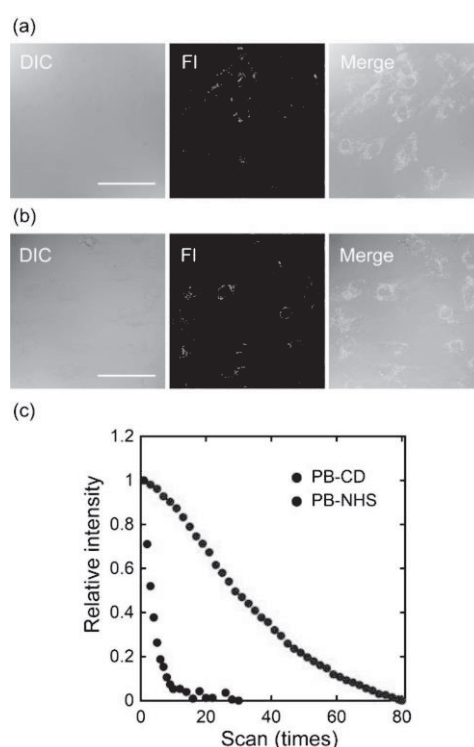 (a)
DIC FI Merge
(b)
DIC FI Merge
(c)
1.2
1
0.8
0.6
0.4
0.2
0
Relative intensity
PB-CD
PB-NHS
0 20 40 60 80
Scan (times)